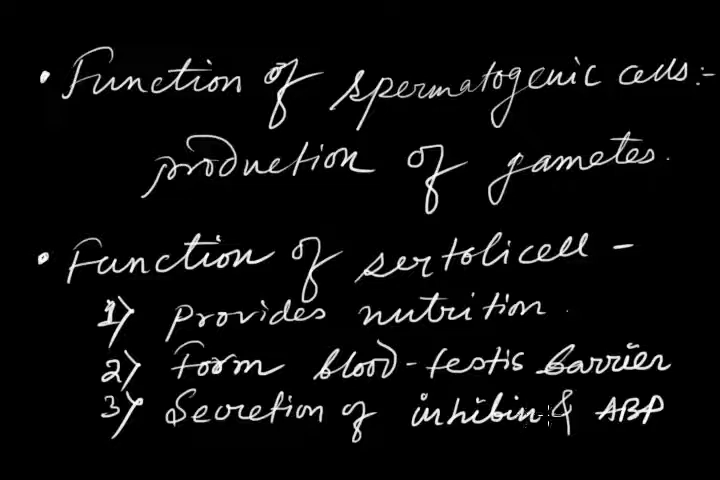 • Function of spermatogenic cells:-
production of gametes.
• Function of sertolicell -
1) Provides nutrition.
2) Form blood-testis barrier
3) Secretion of inhibin & ABP